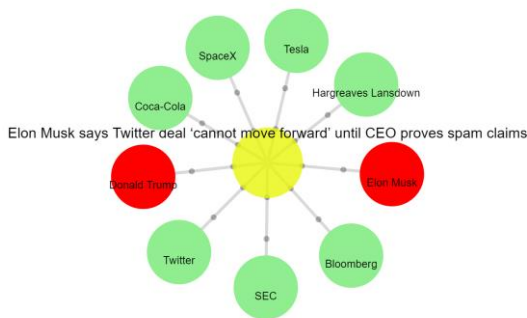 SpaceX
Tesla
Coca-Cola
Hargreaves Lansdown
Elon Musk says Twitter deal ‘cannot move forward’ until CEO proves spam claims
Donald Trump
Elon Musk
Twitter
Bloomberg
SEC